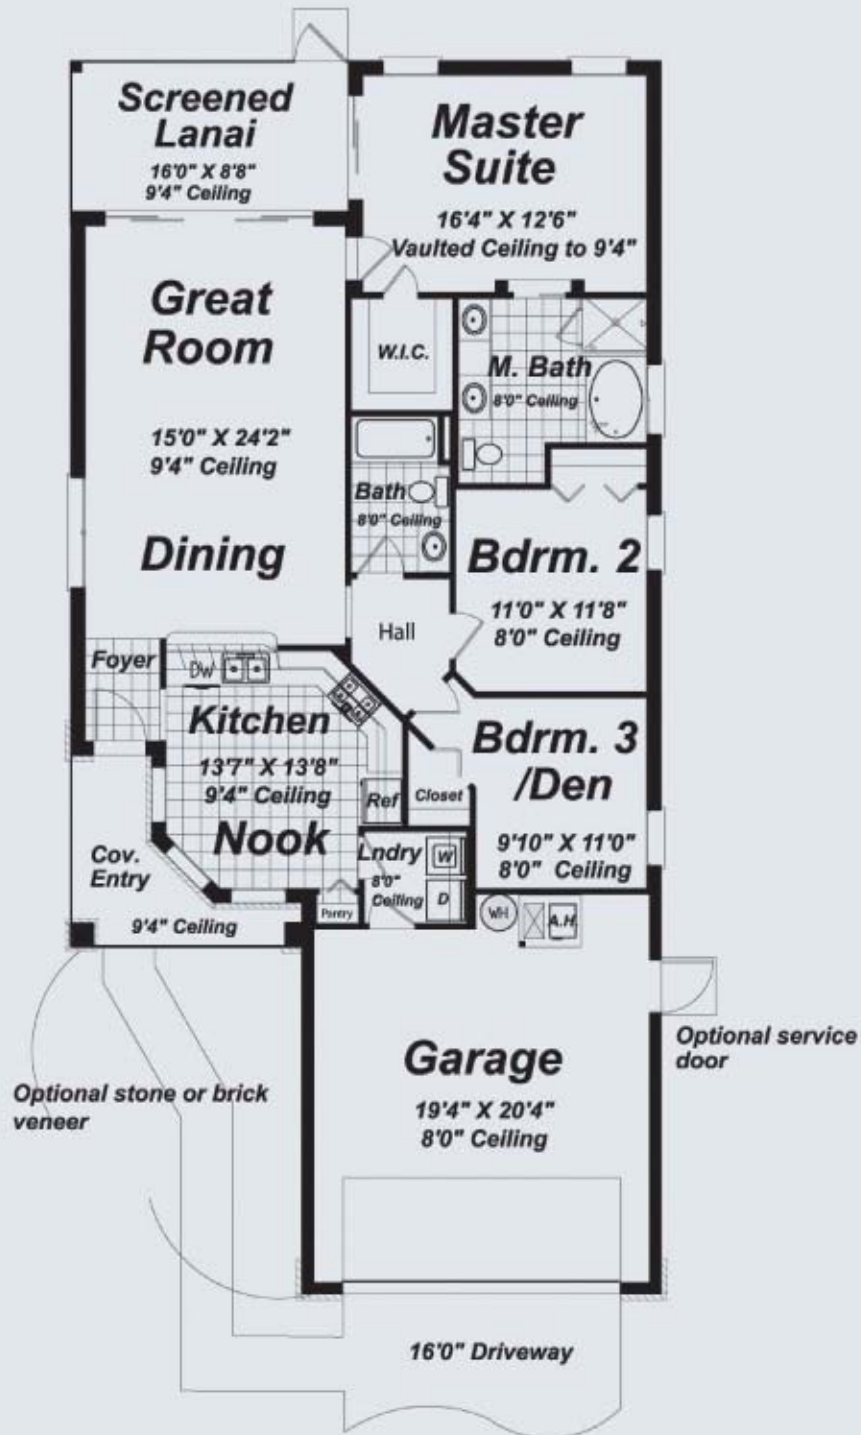 Screened
Lanai
16'0" X 8'8"
9'4" Ceiling
Master
Suite
16'4" X 12'6"
Vaulted Ceiling to 9'4"
Great
Room
15'0" X 24'2"
9'4" Ceiling
Dining
W.I.C.
M. Bath
8'0" Ceiling
Bath
8'0" Ceiling
Bdrm. 2
11'0" X 11'8"
8'0" Ceiling
Hall
Foyer
DW
Kitchen
13'7" X 13'8"
9'4" Ceiling
Nook
Ref
Closet
Bdrm. 3
/Den
9'10" X 11'0"
8'0" Ceiling
Cov.
Entry
9'4" Ceiling
Lndry
8'0"
Ceiling
W
D
Pantry
WH
A.H.
Garage
19'4" X 20'4"
8'0" Ceiling
Optional service
door
Optional stone or brick
veneer
16'0" Driveway